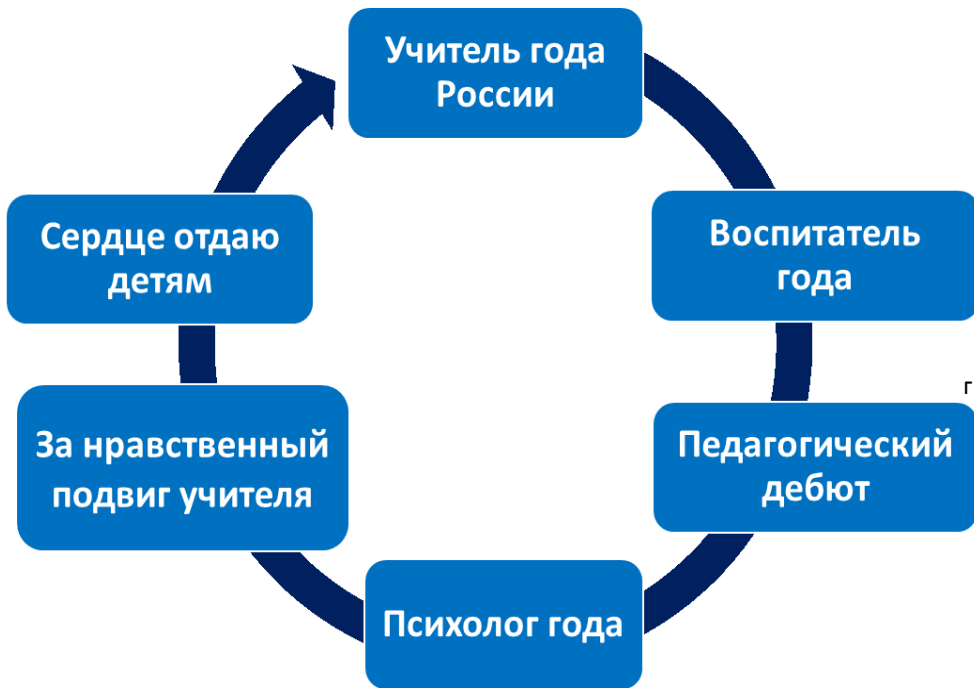 Учитель года
России
Воспитатель
года
г
Педагогический
дебют
Психолог года
За нравственный
подвиг учителя
Сердце отдаю
детям